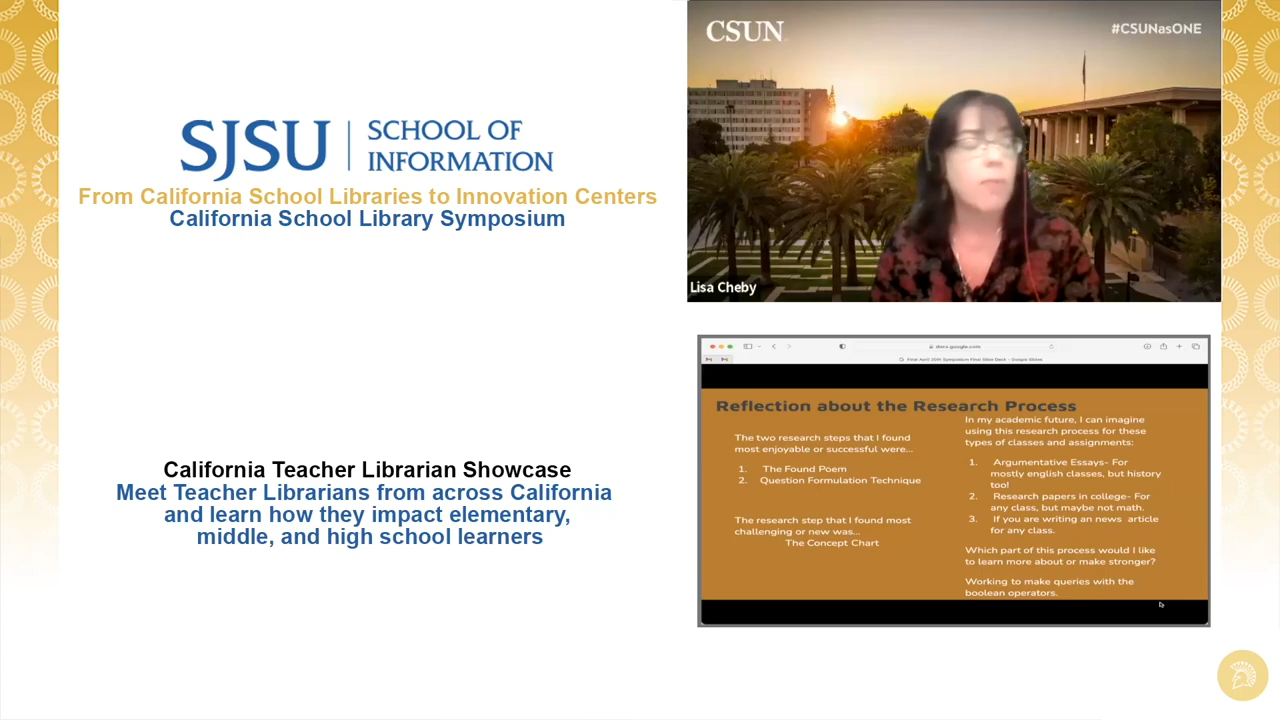 SJSU | SCHOOL OF
INFORMATION
From California School Libraries to Innovation Centers
California School Library Symposium
California Teacher Librarian Showcase
Meet Teacher Librarians from across California
and learn how they impact elementary,
middle, and high school learners
CSUN
#CSUNasONE
Lisa Cheby
docs.google.com
Final April 20th Symposium Final Slide Deck - Google Slides
Reflection about the Research Process
The two research steps that I found
most enjoyable or successful were...
1. The Found Poem
2. Question Formulation Technique
The research step that I found most
challenging or new was...
The Concept Chart
In my academic future, I can imagine
using this research process for these
types of classes and assignments:
1. Argumentative Essays- For
mostly english classes, but history
too!
2. Research papers in college- For
any class, but maybe not math.
3. If you are writing an news article
for any class.
Which part of this process would I like
to learn more about or make stronger?
Working to make queries with the
boolean operators.